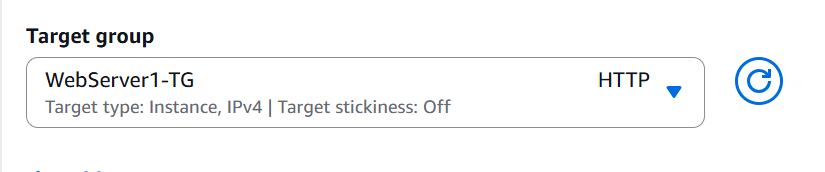 Target group
WebServer1-TG HTTP
Target type: Instance, IPv4 | Target stickiness: Off